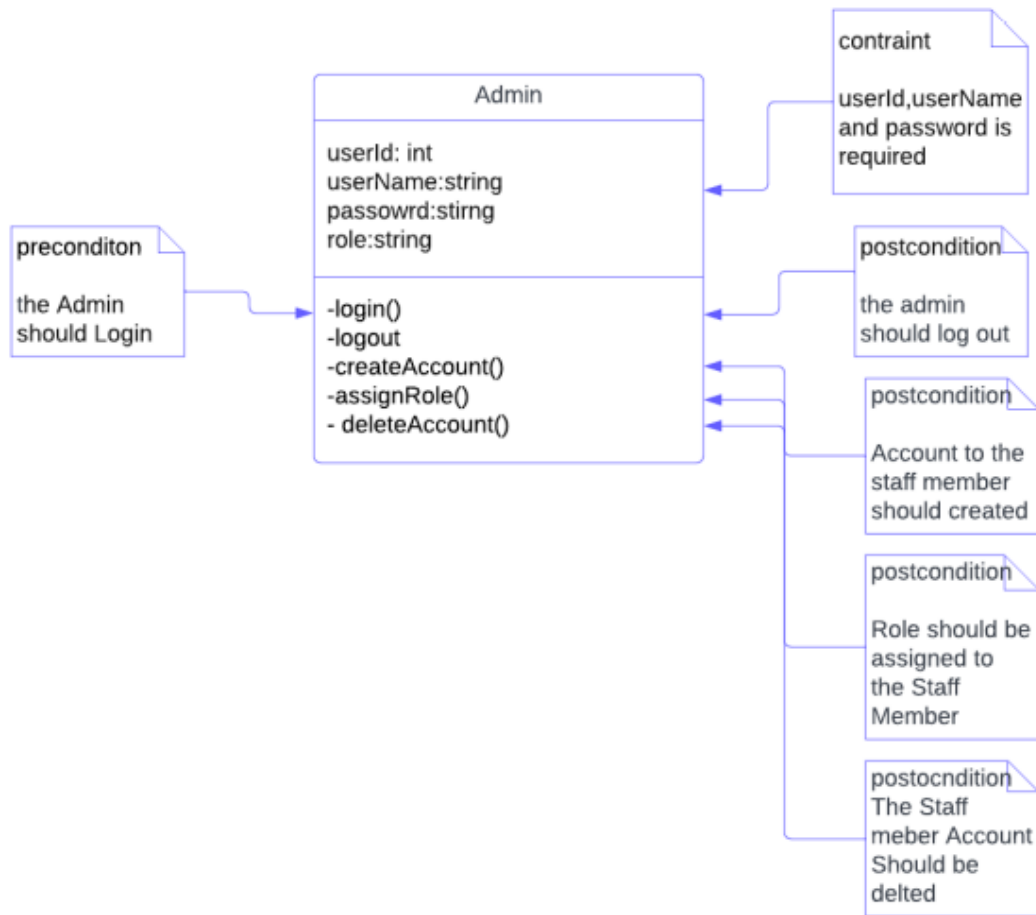 contraint
userId,userName
and password is
required
Admin
userId: int
userName:string
passowrd:stirng
role:string
-login()
-logout
-createAccount()
-assignRole()
- deleteAccount()
preconditon
the Admin
should Login
postcondition
the admin
should log out
postcondition
Account to the
staff member
should created
postcondition
Role should be
assigned to
the Staff
Member
postocndition
The Staff
meber Account
Should be
delted